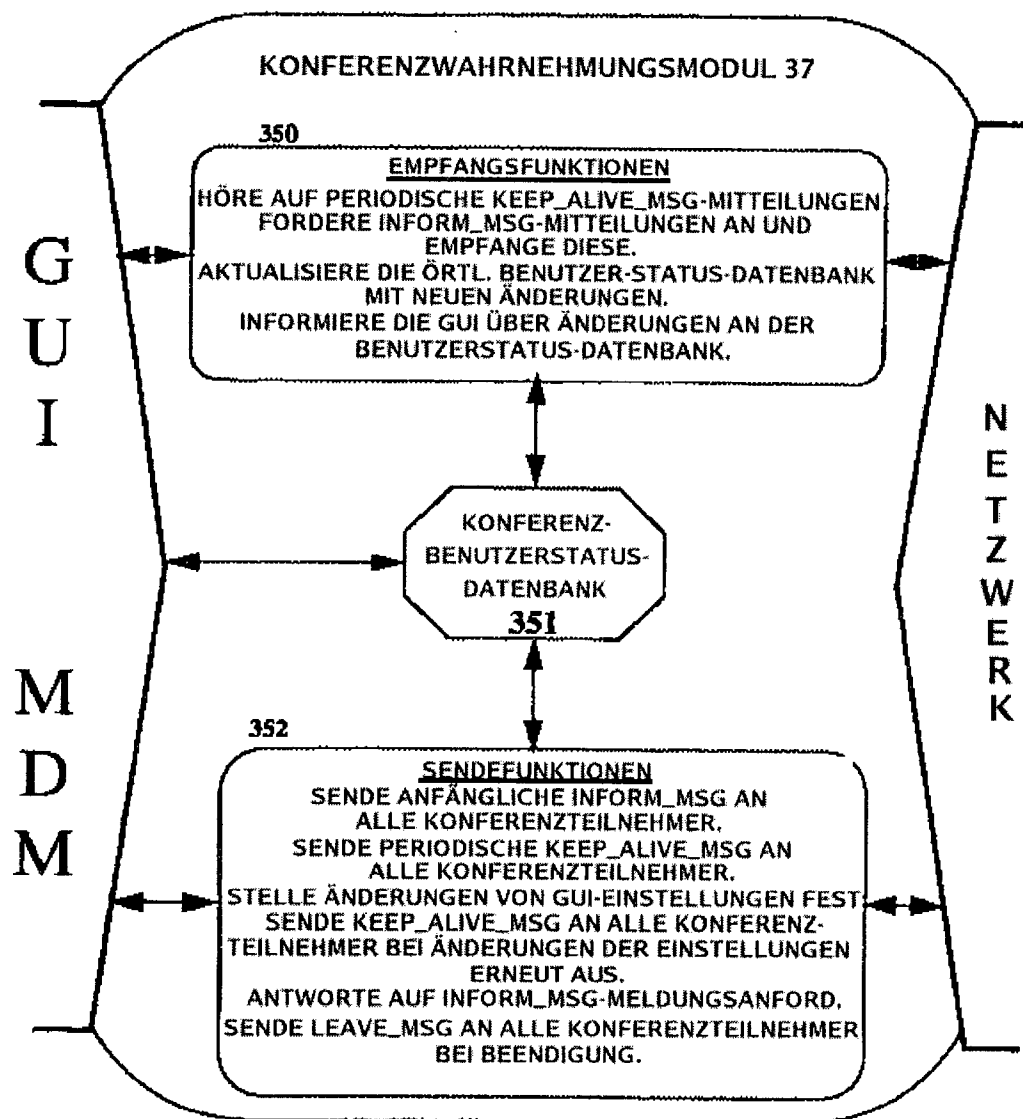 KONFERENZWAHRNEHMUNGSMODUL 37
350
EMPFANGSFUNKTIONEN
HÖRE AUF PERIODISCHE KEEP_ALIVE_MSG-MITTEILUNGEN
FORDERE INFORM_MSG-MITTEILUNGEN AN UND
EMPFANGE DIESE.
AKTUALISIERE DIE ÖRTL. BENUTZER-STATUS-DATENBANK
MIT NEUEN ÄNDERUNGEN.
INFORMIERE DIE GUI ÜBER ÄNDERUNGEN AN DER
BENUTZERSTATUS-DATENBANK.
GUI
KONFERENZ-
BENUTZERSTATUS-
DATENBANK
351
NETZWERK
MDM
352
SENDEFUNKTIONEN
SENDE ANFÄNGLICHE INFORM_MSG AN
ALLE KONFERENZTEILNEHMER.
SENDE PERIODISCHE KEEP_ALIVE_MSG AN
ALLE KONFERENZTEILNEHMER.
STELLE ÄNDERUNGEN VON GUI-EINSTELLUNGEN FEST
SENDE KEEP_ALIVE_MSG AN ALLE KONFERENZ-
TEILNEHMER BEI ÄNDERUNGEN DER EINSTELLUNGEN
ERNEUT AUS.
ANTWORTE AUF INFORM_MSG-MELDUNGSANFORD.
SENDE LEAVE_MSG AN ALLE KONFERENZTEILNEHMER
BEI BEENDIGUNG.